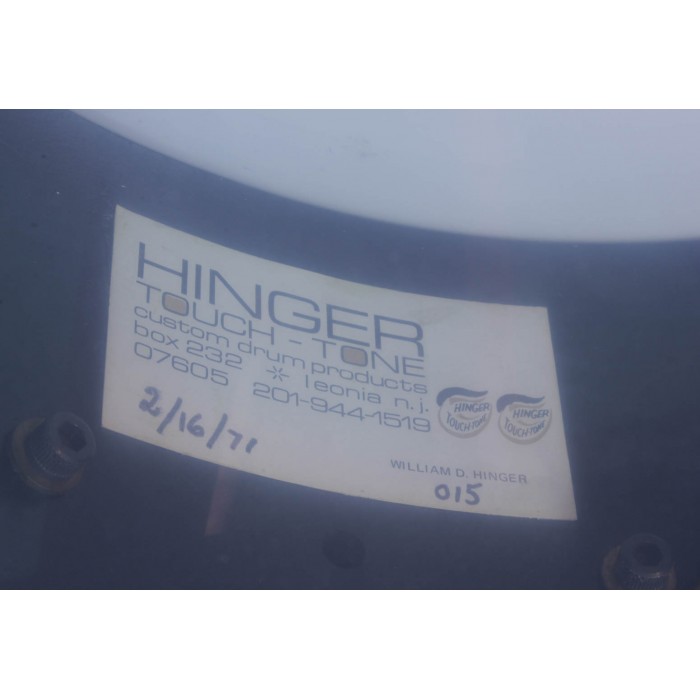 HINGER
TOUCH-TONE
custom drum products
box 232 * leonia n.j.
07605 201-944-1519
2/16/71
HINGER
TOUCH-TONE
HINGER
TOUCH-TONE
WILLIAM D. HINGER
015